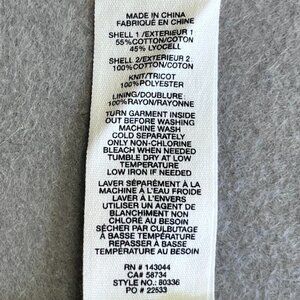 MADE IN CHINA
FABRIQUÉ EN CHINE
SHELL 1 /EXTERIEUR 1
55%COTTON/COTON
45% LYOCELL
SHELL 2/EXTERIEUR 2 :
100%COTTON/COTON
KNIT/TRICOT
100%POLYESTER
LINING/DOUBLURE:
100%RAYON/RAYONNE
TURN GARMENT INSIDE
OUT BEFORE WASHING
MACHINE WASH
COLD SEPARATELY
ONLY NON-CHLORINE
BLEACH WHEN NEEDED
TUMBLE DRY AT LOW
TEMPERATURE
LOW IRON IF NEEDED
LAVER SÉPARÉMENT À LA
MACHINE À L'EAU FROIDE
LAVER À L'ENVERS
UTILISER UN AGENT DE
BLANCHIMENT NON
CHLORÉ AU BESOIN
SÉCHER PAR CULBUTAGE
À BASSE TEMPÉRATURE
REPASSER À BASSE
TEMPÉRATURE AU BESOIN
RN # 143044
CA# 58734
STYLE NO.: 80336
PO # 22533